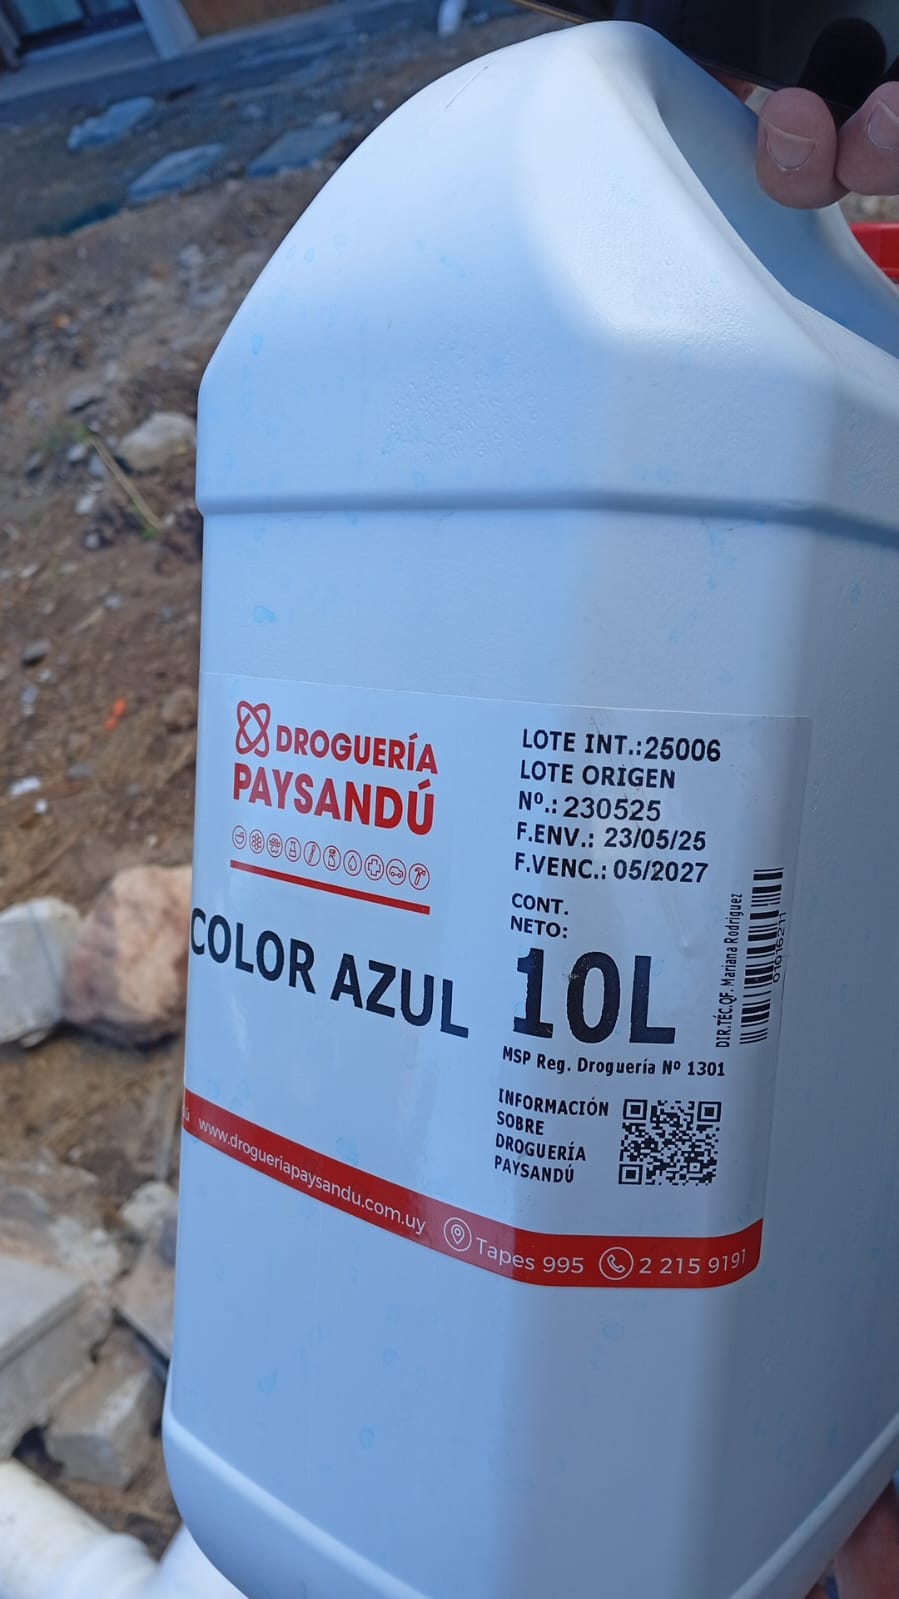 DROGUERÍA
PAYSANDÚ
COLOR AZUL
LOTE INT.:25006
LOTE ORIGEN
Nº.: 230525
F.ENV.: 23/05/25
F.VENC.: 05/2027
CONT.
NETO:
10L
MSP Reg. Droguería Nº 1301
INFORMACIÓN
SOBRE
DROGUERÍA
PAYSANDÚ
DIR.TÉC.QF. Mariana Rodriguez
01016211
www.drogueriapaysandu.com.uy
Tapes 995
2 215 9191